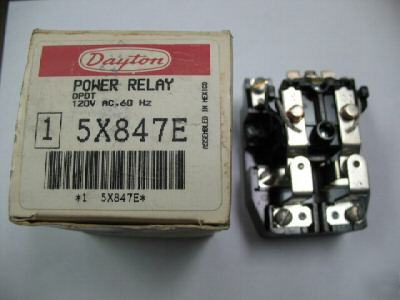 Dayton
POWER RELAY
DPDT
120V AC, 60 Hz
1 5X847E
ASSEMBLED IN MEXICO
*1 5X847E*